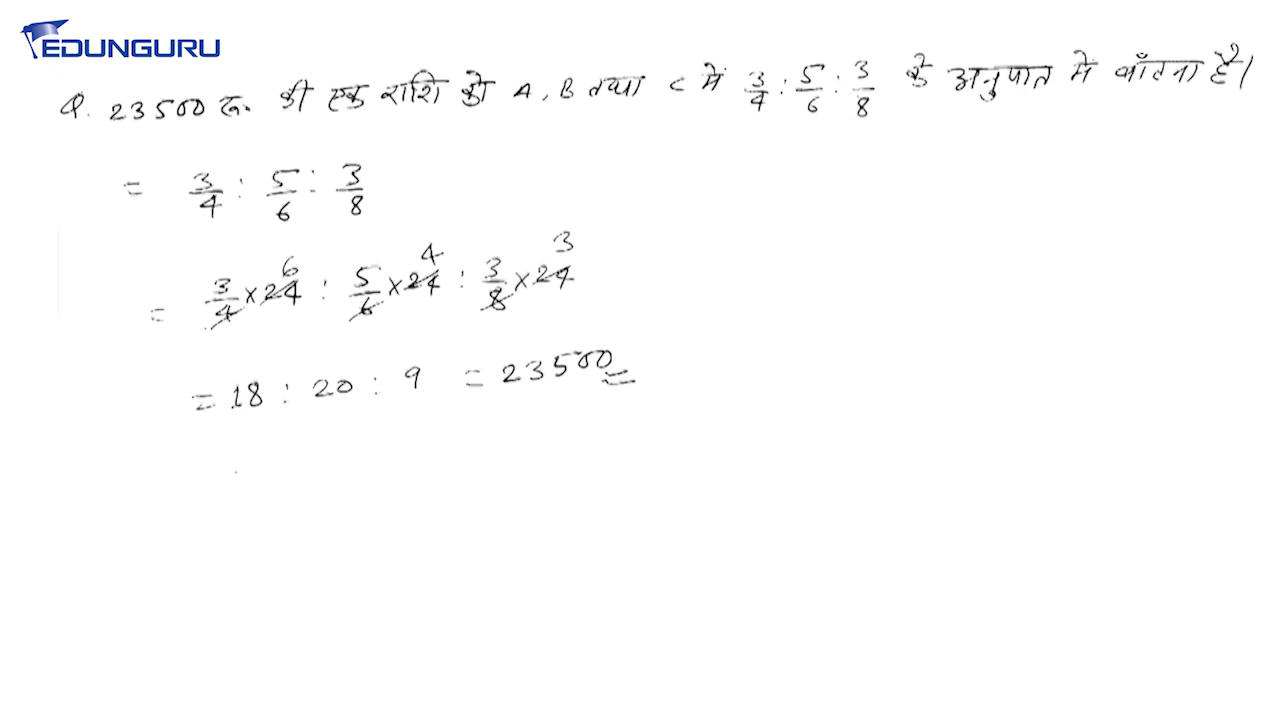 EDUNGURU
Q. 23500 रू. की एक राशि को A, B तथा C में 3/4 : 5/6 : 3/8 के अनुपात में बाँटना है।
= 3/4 : 5/6 : 3/8
= 3/4 × 24 6 : 5/6 × 24 4 : 3/8 × 24 3
= 18 : 20 : 9 = 23500